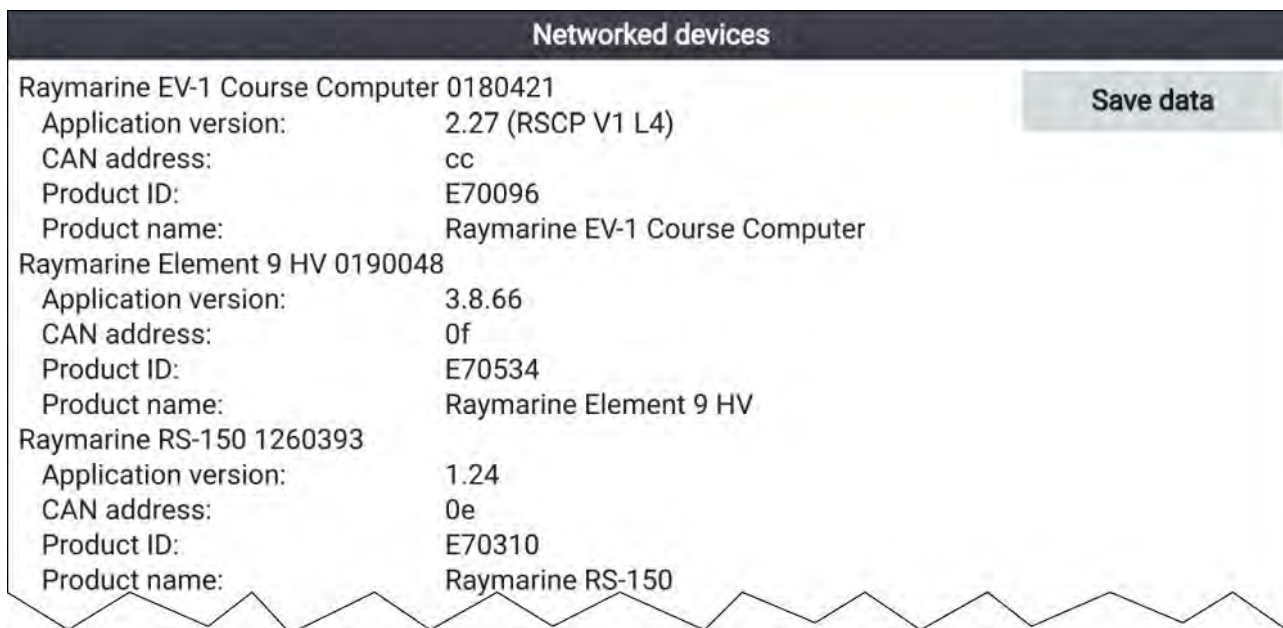 Networked devices
Raymarine EV-1 Course Computer 0180421
Save data
Application version: 2.27 (RSCP V1 L4)
CAN address: cc
Product ID: E70096
Product name: Raymarine EV-1 Course Computer
Raymarine Element 9 HV 0190048
Application version: 3.8.66
CAN address: 0f
Product ID: E70534
Product name: Raymarine Element 9 HV
Raymarine RS-150 1260393
Application version: 1.24
CAN address: 0e
Product ID: E70310
Product name: Raymarine RS-150